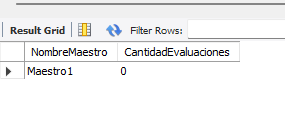 Result Grid Filter Rows:
NombreMaestro CantidadEvaluaciones
Maestro1 0